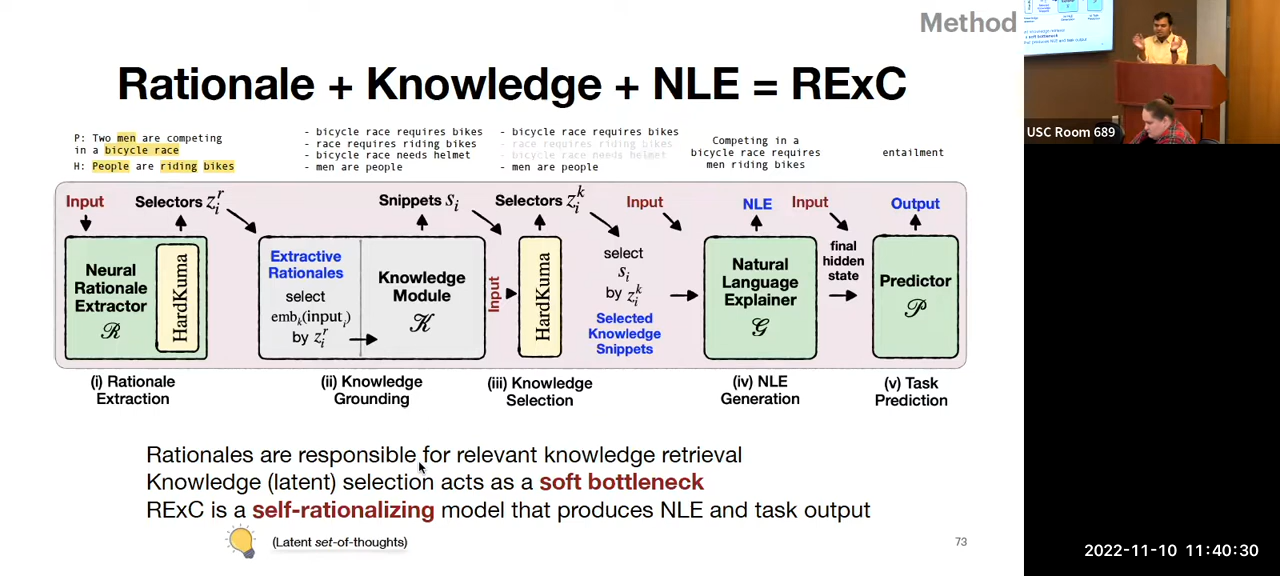 Method
Rationale + Knowledge + NLE = RExC
P: Two men are competing
in a bicycle race
H: People are riding bikes
- bicycle race requires bikes
- race requires riding bikes
- bicycle race needs helmet
- men are people
- bicycle race requires bikes
- race requires riding bikes
- bicycle race needs helmet
- men are people
Competing in a
bicycle race requires
men riding bikes
entailment
Input
Selectors z_i^r
Snippets s_i
Selectors z_i^k
Input
NLE
Input
Output
Neural
Rationale
Extractor
ℛ
HardKuma
Extractive
Rationales
select
emb_k(input_i)
by z_i^r
Knowledge
Module
𝒦
Input
HardKuma
select
s_i
by z_i^k
Selected
Knowledge
Snippets
Natural
Language
Explainer
𝒢
final
hidden
state
Predictor
𝒫
(i) Rationale
Extraction
(ii) Knowledge
Grounding
(iii) Knowledge
Selection
(iv) NLE
Generation
(v) Task
Prediction
Rationales are responsible for relevant knowledge retrieval
Knowledge (latent) selection acts as a soft bottleneck
RExC is a self-rationalizing model that produces NLE and task output
(Latent set-of-thoughts)
73
USC Room 689
2022-11-10 11:40:30